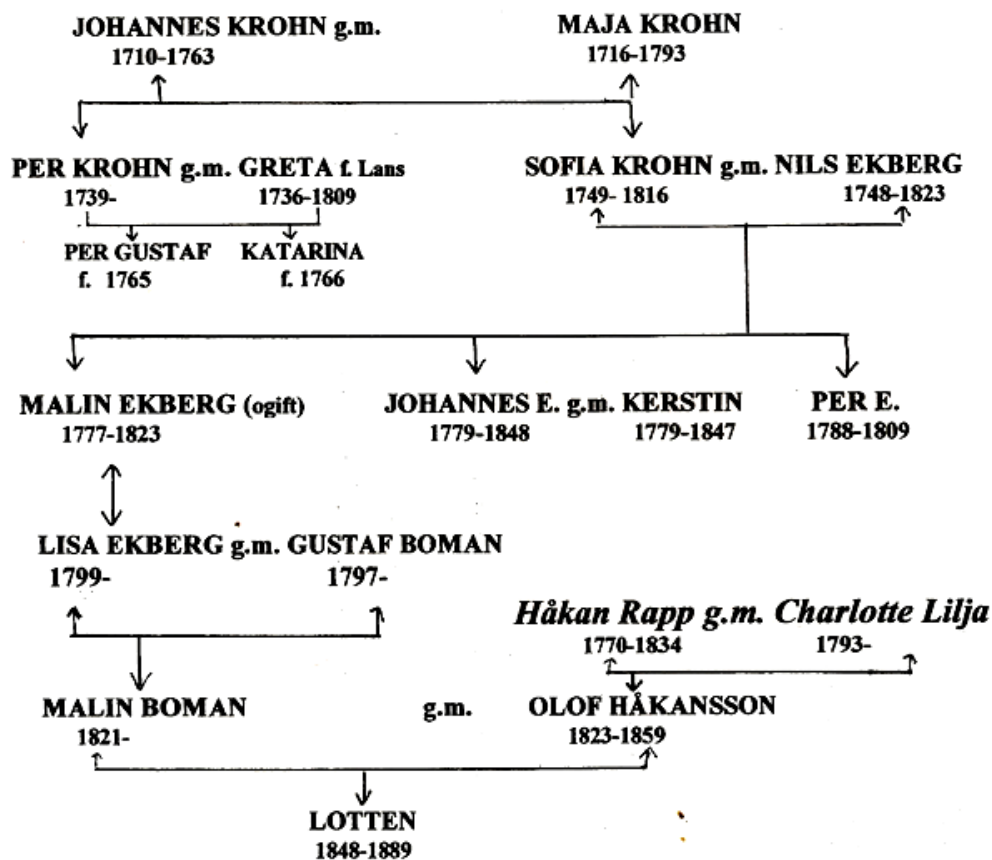 JOHANNES KROHN g.m. MAJA KROHN
1710-1763 1716-1793
PER KROHN g.m. GRETA f. Lans SOFIA KROHN g.m. NILS EKBERG
1739- 1736-1809 1749- 1816 1748-1823
PER GUSTAF KATARINA
f. 1765 f. 1766
MALIN EKBERG (ogift) JOHANNES E. g.m. KERSTIN PER E.
1777-1823 1779-1848 1779-1847 1788-1809
LISA EKBERG g.m. GUSTAF BOMAN
1799- 1797-
Håkan Rapp g.m. Charlotte Lilja
1770-1834 1793-
MALIN BOMAN g.m. OLOF HÅKANSSON
1821- 1823-1859
LOTTEN
1848-1889